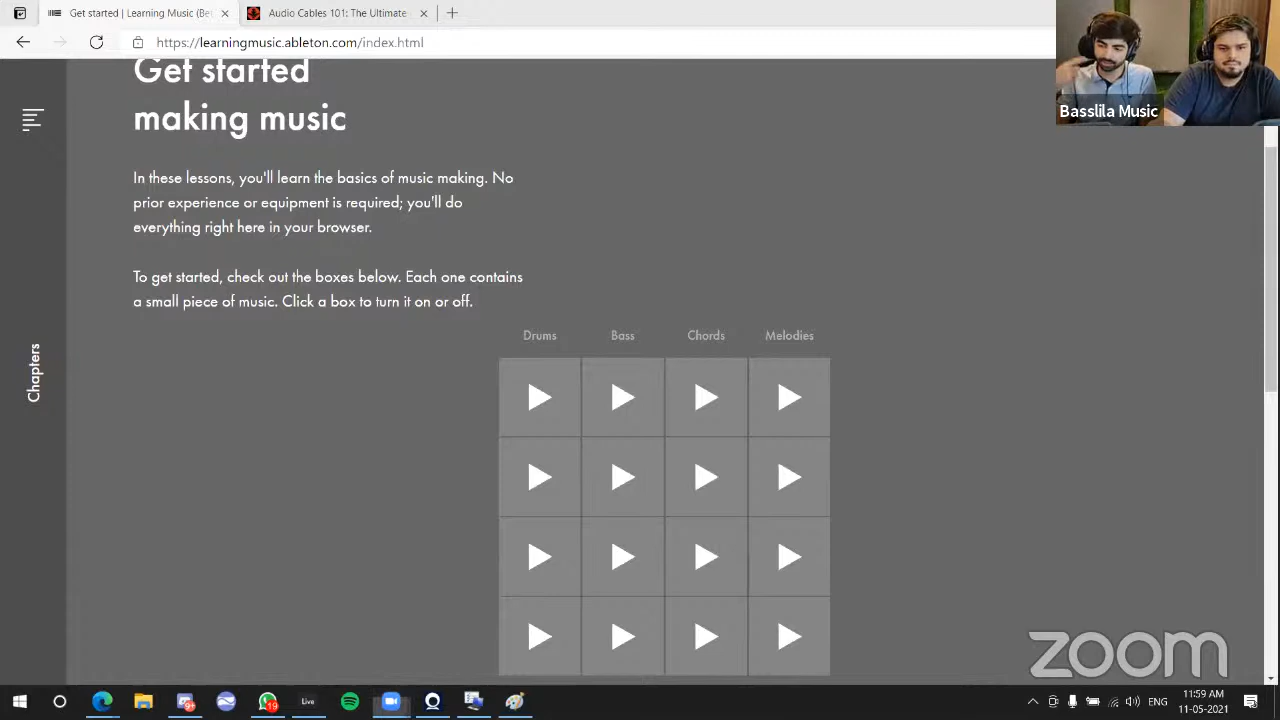 Get started | Learning Music (Be
Audio Cables 101: The Ultimate
https://learningmusic.ableton.com/index.html
Basslila Music
Get started
making music
In these lessons, you'll learn the basics of music making. No
prior experience or equipment is required; you'll do
everything right here in your browser.
To get started, check out the boxes below. Each one contains
a small piece of music. Click a box to turn it on or off.
Chapters
Drums Bass Chords Melodies
zoom
9+
19
Live
ENG
11:59 AM
11-05-2021